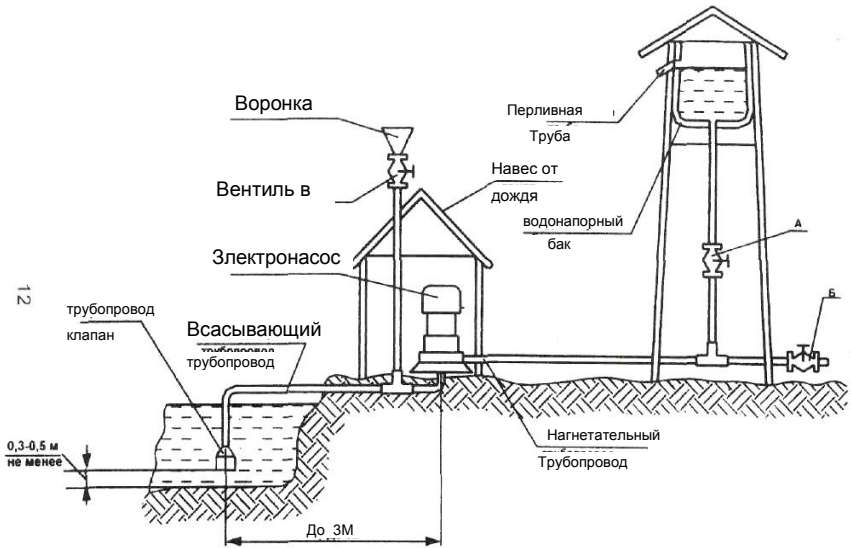 Воронка
Вентиль в
Навес от
дождя
Злектронасос
Перливная
Труба
водонапорный
бак
А
Б
12
трубопровод
клапан
Всасывающий
трубопровод
трубопровод
0,3-0,5 м
не менее
Нагнетательный
Трубопровод
До 3М